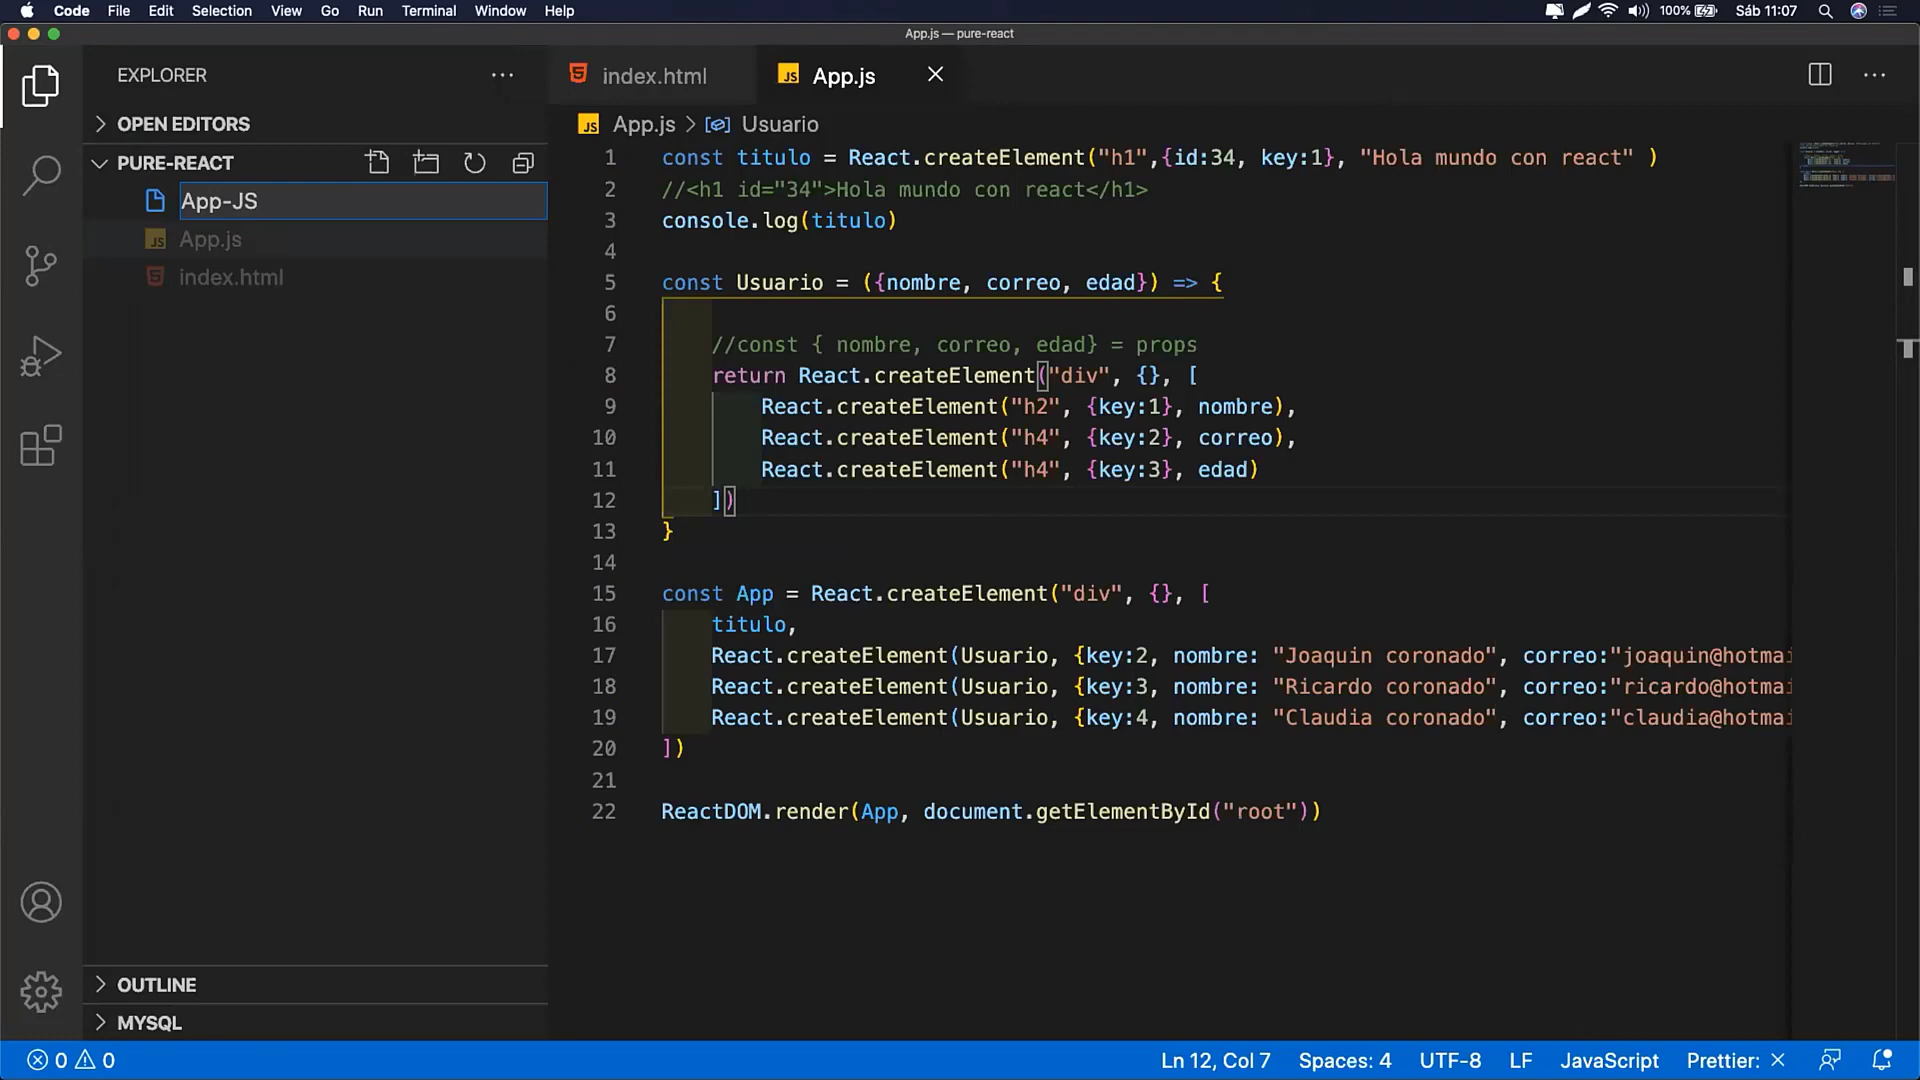 Code File Edit Selection View Go Run Terminal Window Help 100% Sáb 11:07
App.js — pure-react
EXPLORER
OPEN EDITORS
PURE-REACT
App-JS
JS App.js
index.html
index.html
JS App.js
JS App.js > Usuario
1 const titulo = React.createElement("h1",{id:34, key:1}, "Hola mundo con react" )
2 //<h1 id="34">Hola mundo con react</h1>
3 console.log(titulo)
4
5 const Usuario = ({nombre, correo, edad}) => {
6
7 //const { nombre, correo, edad} = props
8 return React.createElement("div", {}, [
9 React.createElement("h2", {key:1}, nombre),
10 React.createElement("h4", {key:2}, correo),
11 React.createElement("h4", {key:3}, edad)
12 ])
13 }
14
15 const App = React.createElement("div", {}, [
16 titulo,
17 React.createElement(Usuario, {key:2, nombre: "Joaquin coronado", correo:"joaquin@hotmai
18 React.createElement(Usuario, {key:3, nombre: "Ricardo coronado", correo:"ricardo@hotmai
19 React.createElement(Usuario, {key:4, nombre: "Claudia coronado", correo:"claudia@hotmai
20 ])
21
22 ReactDOM.render(App, document.getElementById("root"))
OUTLINE
MYSQL
0 0 Ln 12, Col 7 Spaces: 4 UTF-8 LF JavaScript Prettier: ×